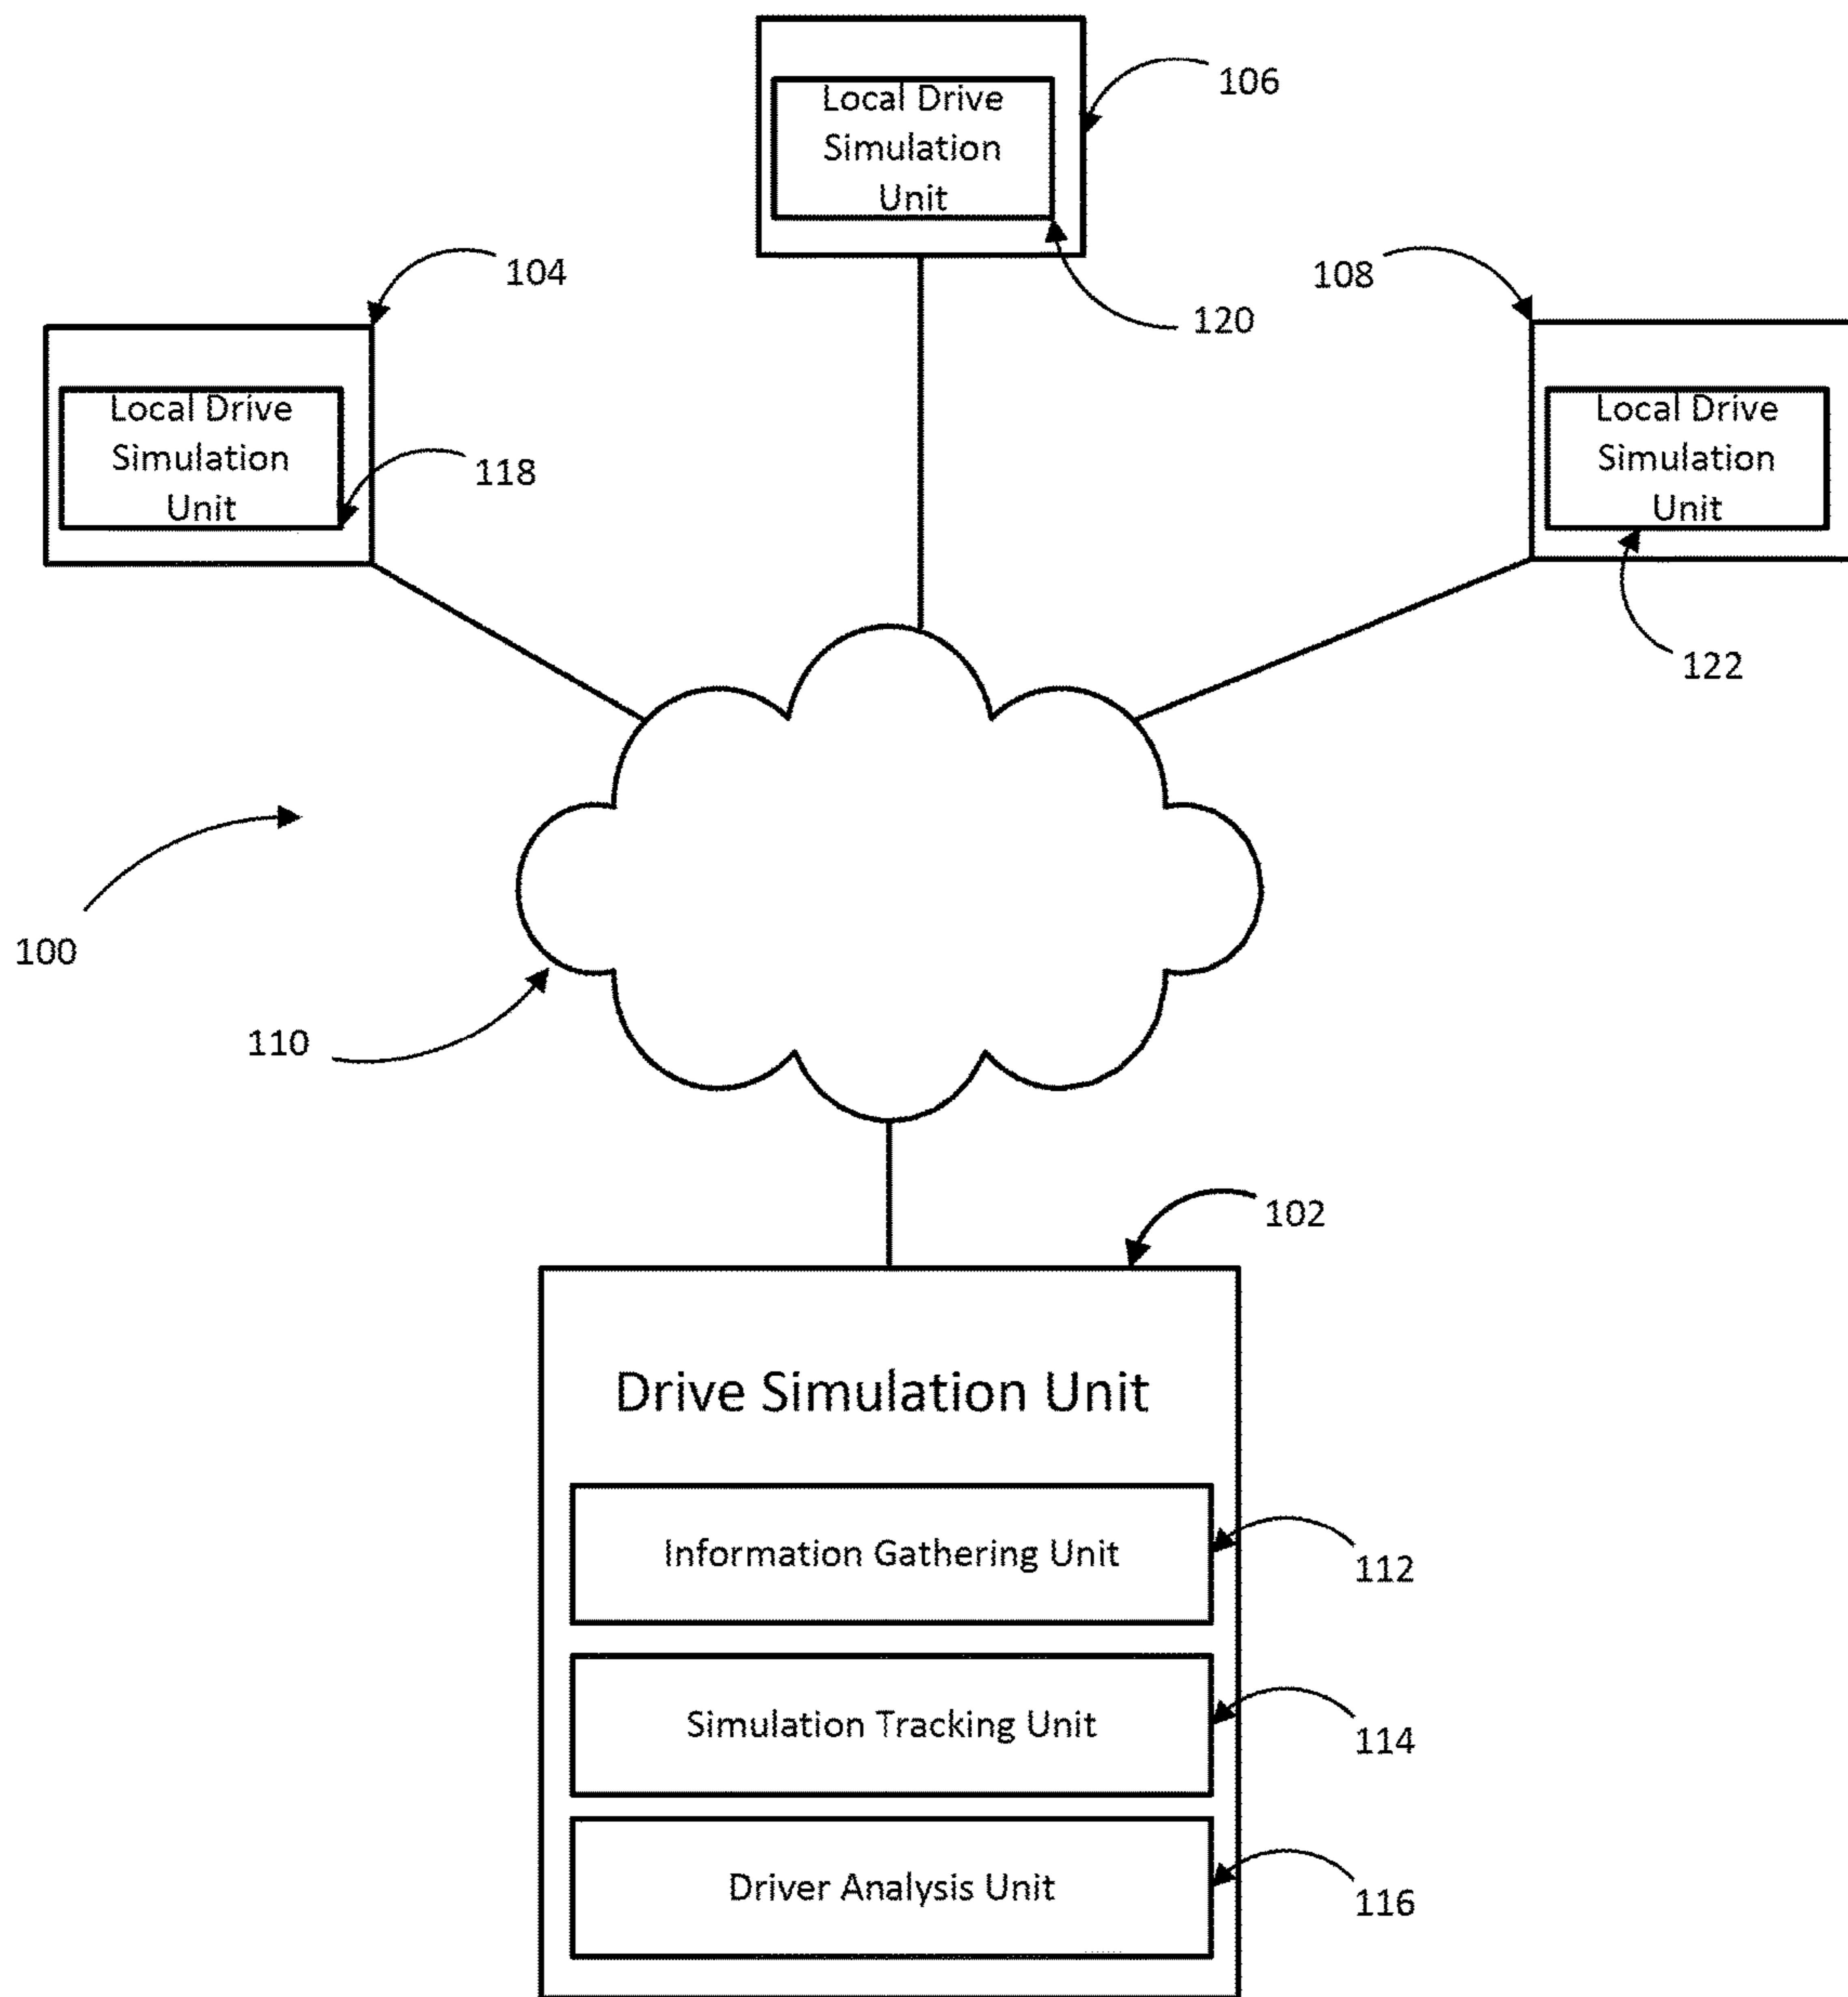 Local Drive
Simulation
Unit
106
120
104
Local Drive
Simulation
Unit
118
108
Local Drive
Simulation
Unit
122
100
110
102
Drive Simulation Unit
Information Gathering Unit
112
Simulation Tracking Unit
114
Driver Analysis Unit
116